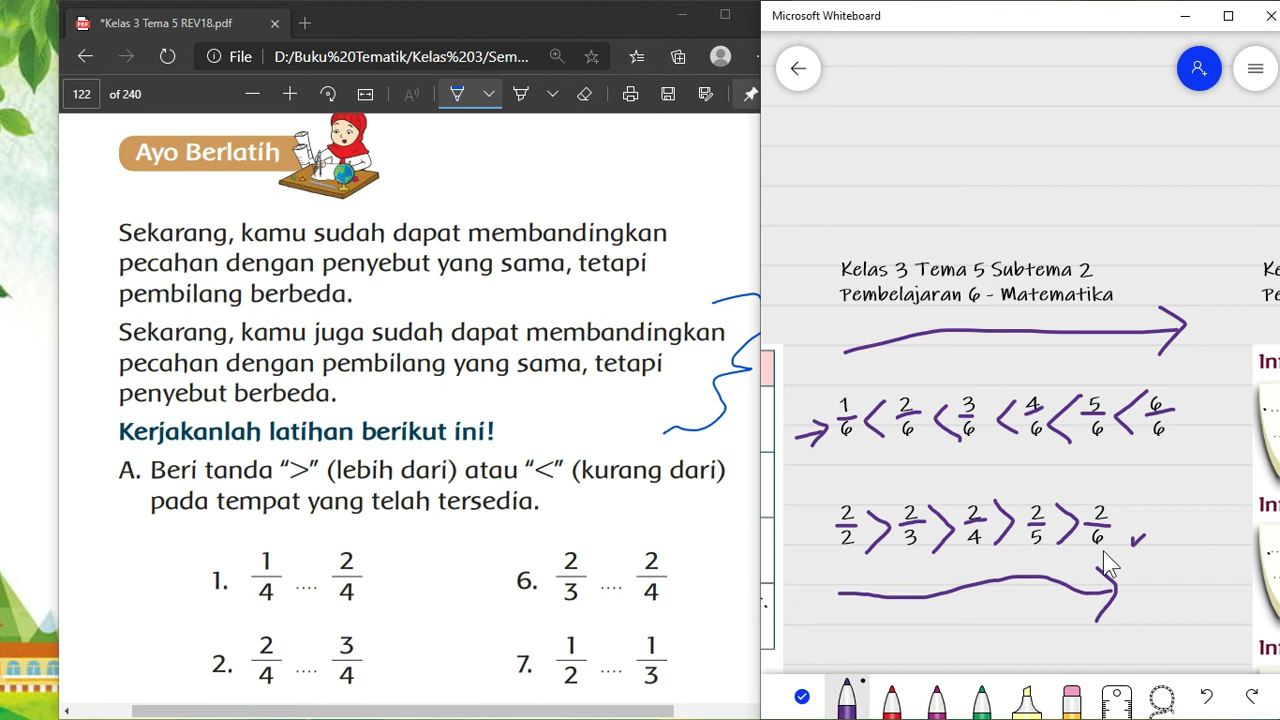 *Kelas 3 Tema 5 REV18.pdf
File D:/Buku%20Tematik/Kelas%203/Sem...
122 of 240
Ayo Berlatih
Sekarang, kamu sudah dapat membandingkan
pecahan dengan penyebut yang sama, tetapi
pembilang berbeda.
Sekarang, kamu juga sudah dapat membandingkan
pecahan dengan pembilang yang sama, tetapi
penyebut berbeda.
Kerjakanlah latihan berikut ini!
A. Beri tanda “>” (lebih dari) atau “<” (kurang dari)
pada tempat yang telah tersedia.
1. 1/4 .... 2/4
6. 2/3 .... 2/4
2. 2/4 .... 3/4
7. 1/2 .... 1/3
Microsoft Whiteboard
Kelas 3 Tema 5 Subtema 2
Pembelajaran 6 - Matematika
1/6 < 2/6 < 3/6 < 4/6 < 5/6 < 6/6
2/2 > 2/3 > 2/4 > 2/5 > 2/6